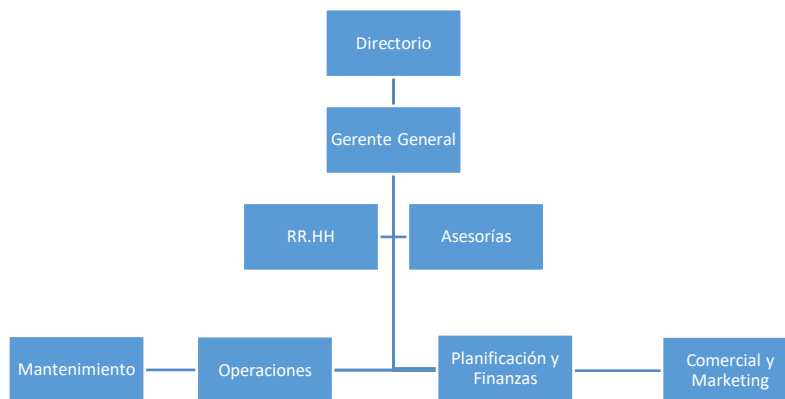 Directorio
Gerente General
RR.HH
Asesorías
Mantenimiento
Operaciones
Planificación y
Finanzas
Comercial y
Marketing